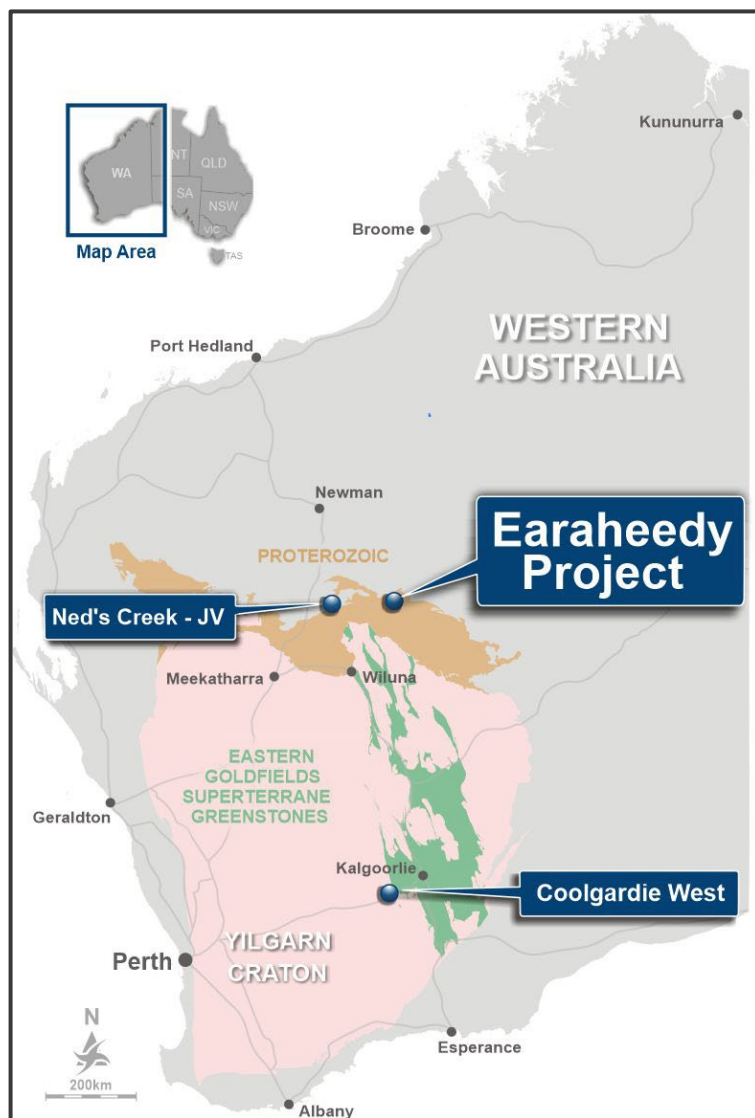 Kununurra
WA
NT
QLD
SA
NSW
VIC
TAS
Map Area
Broome
WESTERN
AUSTRALIA
Port Hedland
Newman
Earaheedy
Project
PROTEROZOIC
Ned's Creek - JV
Meekatharra
Wiluna
EASTERN
GOLDFIELDS
SUPERTERRANE
GREENSTONES
Geraldton
Kalgoorlie
Coolgardie West
YILGARN
CRATON
Perth
N
200km
Esperance
Albany